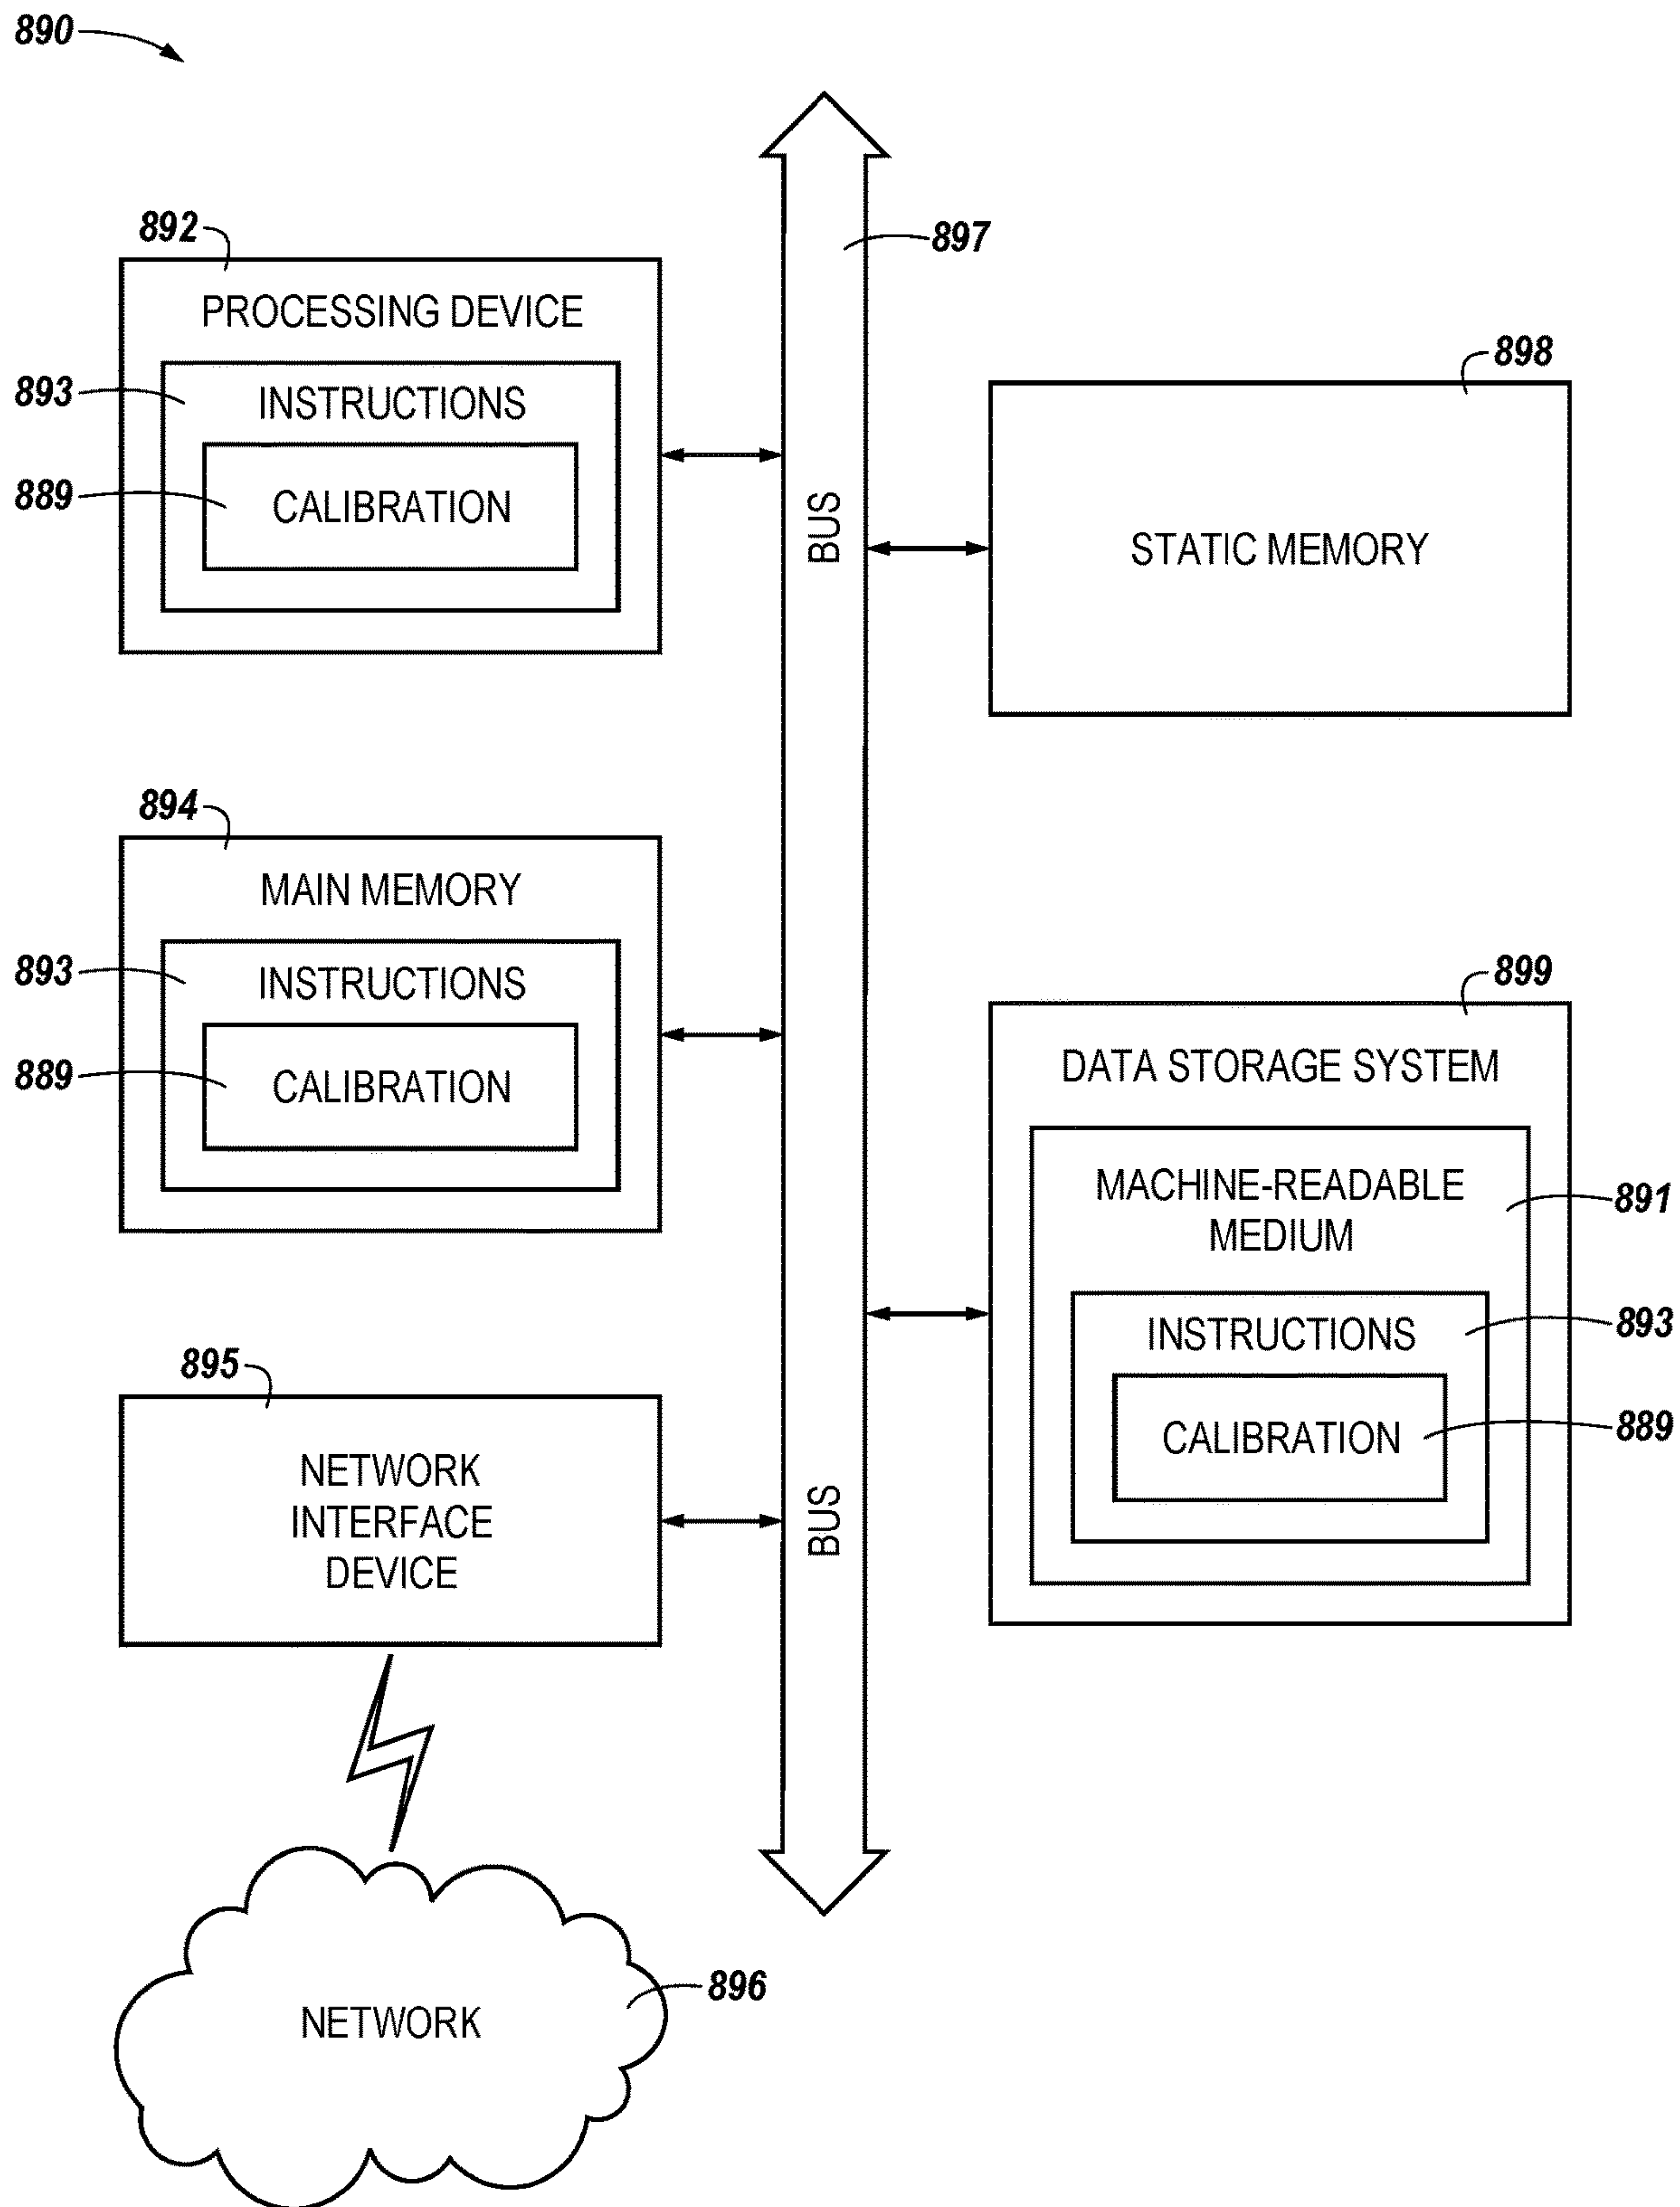 890
892
PROCESSING DEVICE
893
INSTRUCTIONS
889
CALIBRATION
894
MAIN MEMORY
893
INSTRUCTIONS
889
CALIBRATION
895
NETWORK
INTERFACE
DEVICE
NETWORK
896
BUS
BUS
897
898
STATIC MEMORY
899
DATA STORAGE SYSTEM
MACHINE-READABLE
MEDIUM
891
INSTRUCTIONS
893
CALIBRATION
889